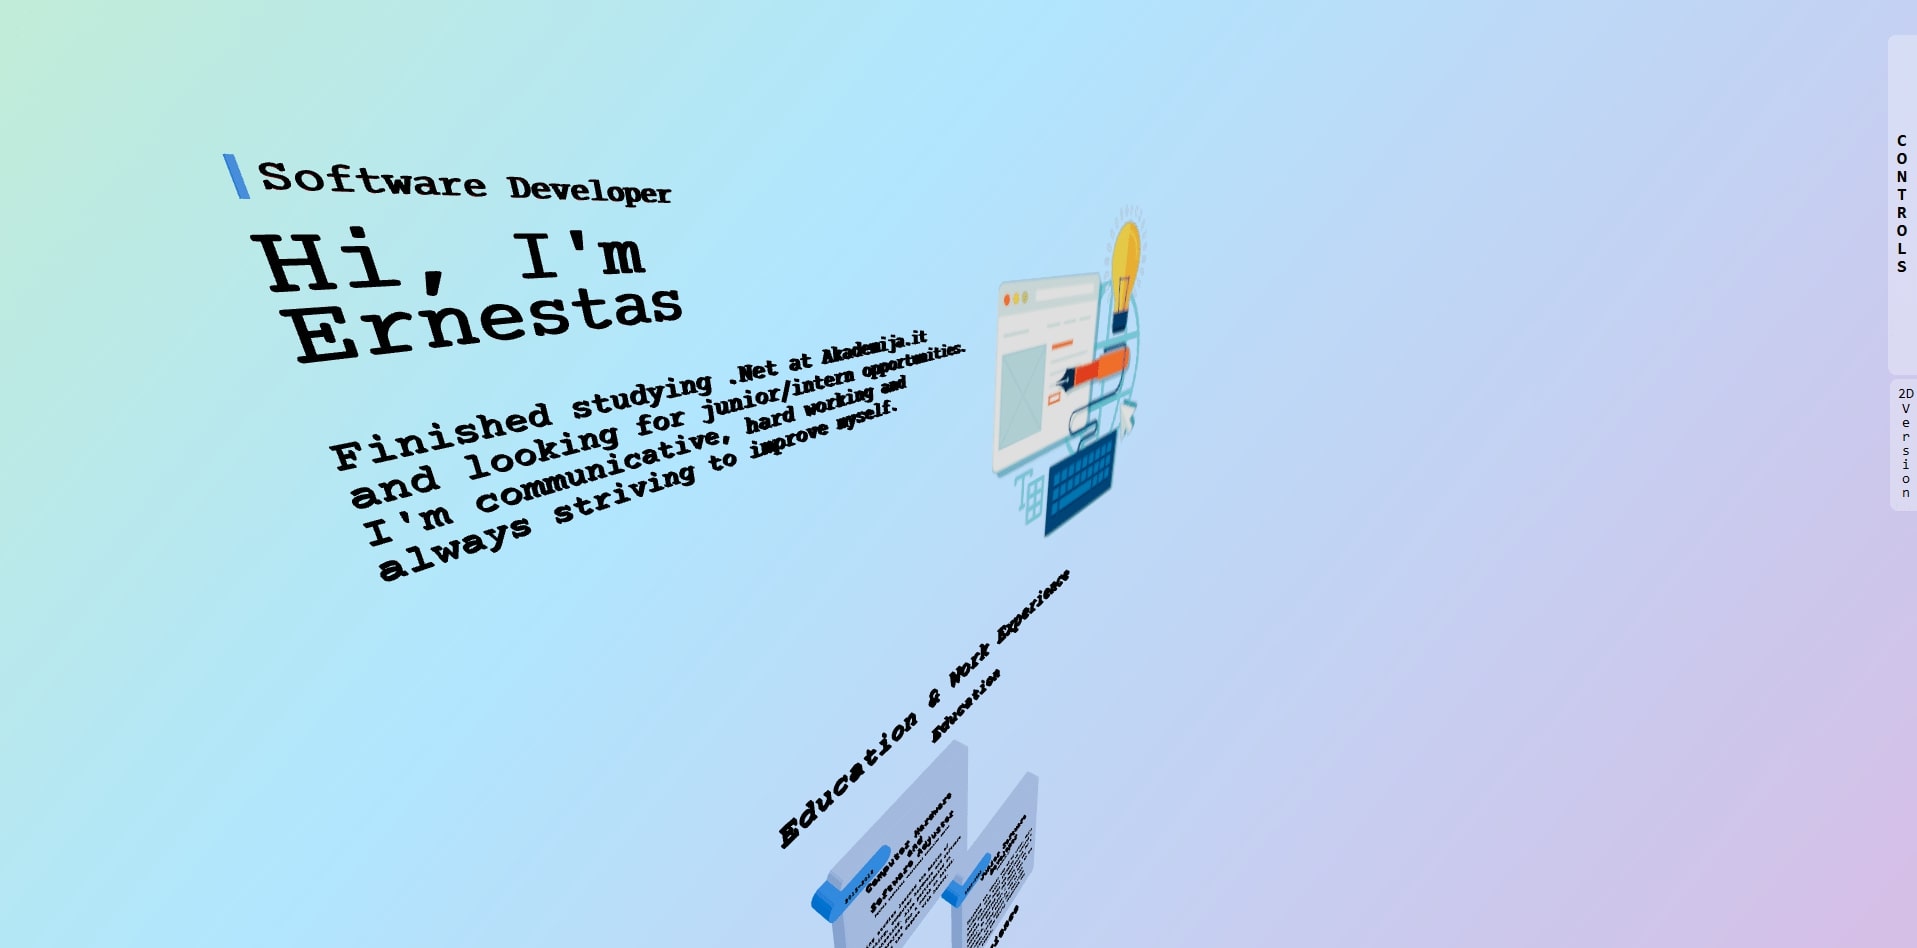 Software Developer
Hi, I'm
Ernestas
Finished studying .Net at Akademija.it
and looking for junior/intern opportunities.
I'm communicative, hard working and
always striving to improve myself.
Education & Work Experience
Education
Computer Hardware
and
Software Adjuster
CONTROLS
2D Version